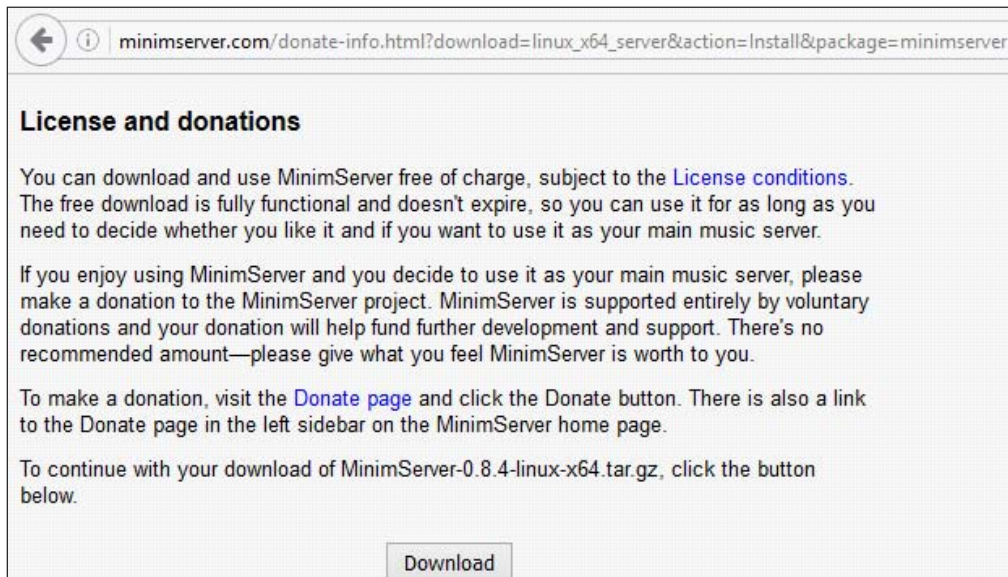 minimserver.com/donate-info.html?download=linux_x64_server&action=Install&package=minimserver
License and donations
You can download and use MinimServer free of charge, subject to the License conditions.
The free download is fully functional and doesn't expire, so you can use it for as long as you
need to decide whether you like it and if you want to use it as your main music server.
If you enjoy using MinimServer and you decide to use it as your main music server, please
make a donation to the MinimServer project. MinimServer is supported entirely by voluntary
donations and your donation will help fund further development and support. There's no
recommended amount—please give what you feel MinimServer is worth to you.
To make a donation, visit the Donate page and click the Donate button. There is also a link
to the Donate page in the left sidebar on the MinimServer home page.
To continue with your download of MinimServer-0.8.4-linux-x64.tar.gz, click the button
below.
Download